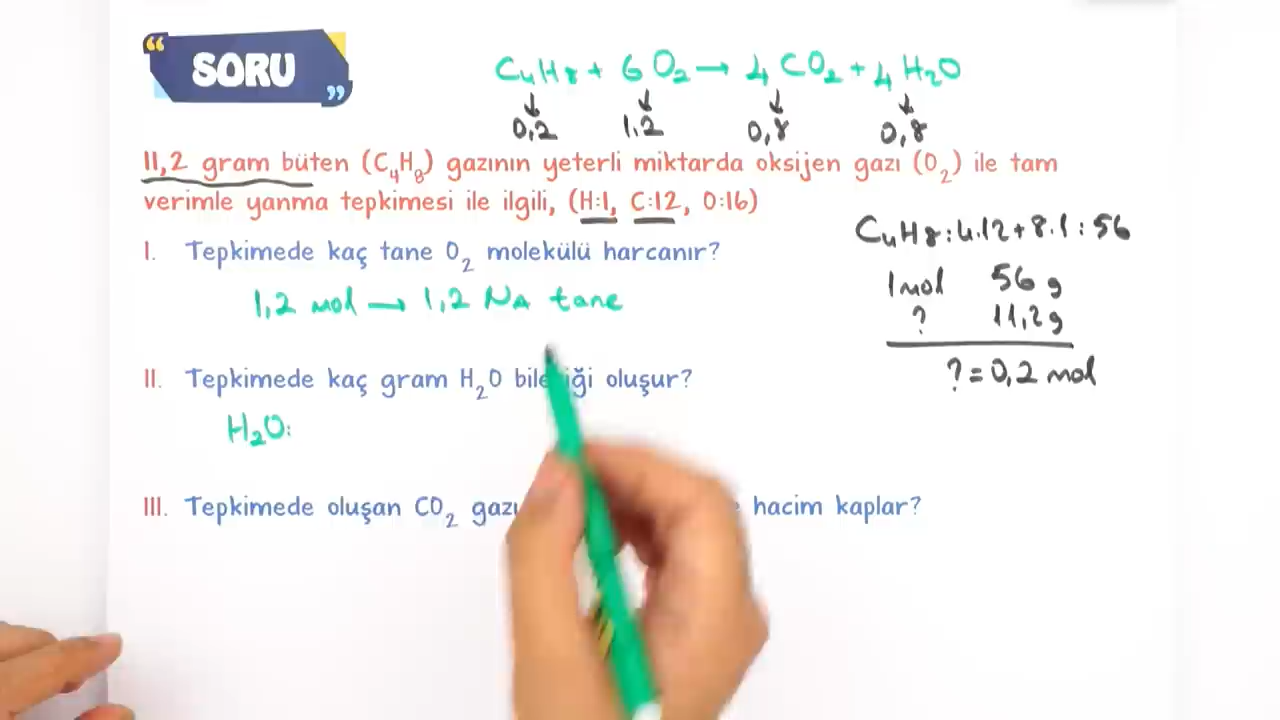 “
SORU
”
C₄H₈ + 6 O₂ → 4 CO₂ + 4 H₂O
0,2 1,2 0,8 0,8
11,2 gram büten (C₄H₈) gazının yeterli miktarda oksijen gazı (O₂) ile tam
verimle yanma tepkimesi ile ilgili, (H:1, C:12, O:16)
C₄H₈: 4.12+8.1:56
1 mol 56 g
? 11,2 g
? = 0,2 mol
I. Tepkimede kaç tane O₂ molekülü harcanır?
1,2 mol → 1,2 NA tane
II. Tepkimede kaç gram H₂O oluşur?
H₂O:
III. Tepkimede oluşan CO₂ hacim kaplar?